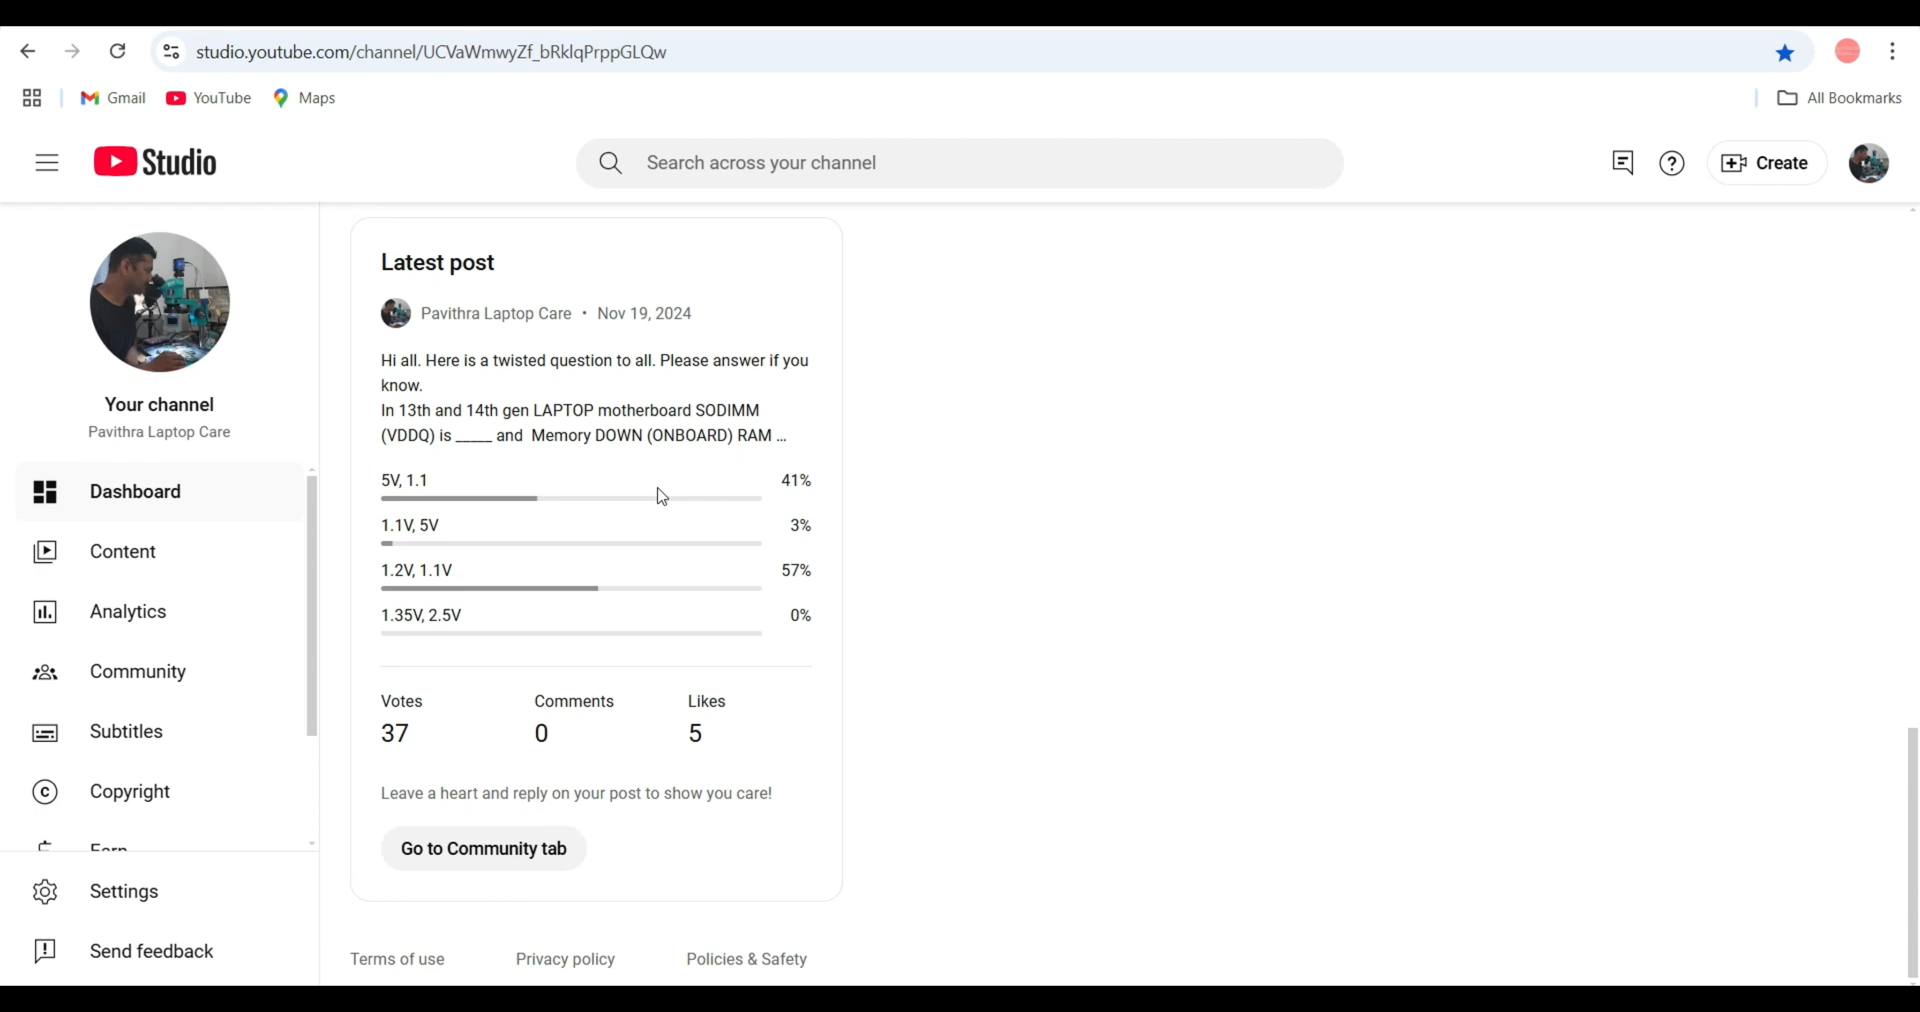 studio.youtube.com/channel/UCVaWmwyZf_bRklqPrppGLQw
Gmail
YouTube
Maps
All Bookmarks
Studio
Search across your channel
Create
Your channel
Pavithra Laptop Care
Dashboard
Content
Analytics
Community
Subtitles
Copyright
Earn
Settings
Send feedback
Latest post
Pavithra Laptop Care • Nov 19, 2024
Hi all. Here is a twisted question to all. Please answer if you
know.
In 13th and 14th gen LAPTOP motherboard SODIMM
(VDDQ) is _____ and Memory DOWN (ONBOARD) RAM ...
5V, 1.1 41%
1.1V, 5V 3%
1.2V, 1.1V 57%
1.35V, 2.5V 0%
Votes Comments Likes
37 0 5
Leave a heart and reply on your post to show you care!
Go to Community tab
Terms of use Privacy policy Policies & Safety